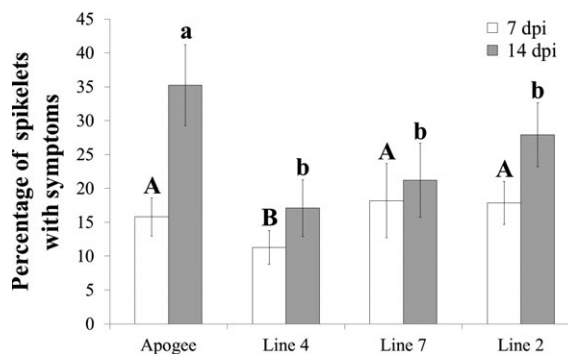 Percentage of spikelets
with symptoms
45
40
35
30
25
20
15
10
5
0
7 dpi
14 dpi
A
a
B
b
A
b
A
b
Apogee
Line 4
Line 7
Line 2